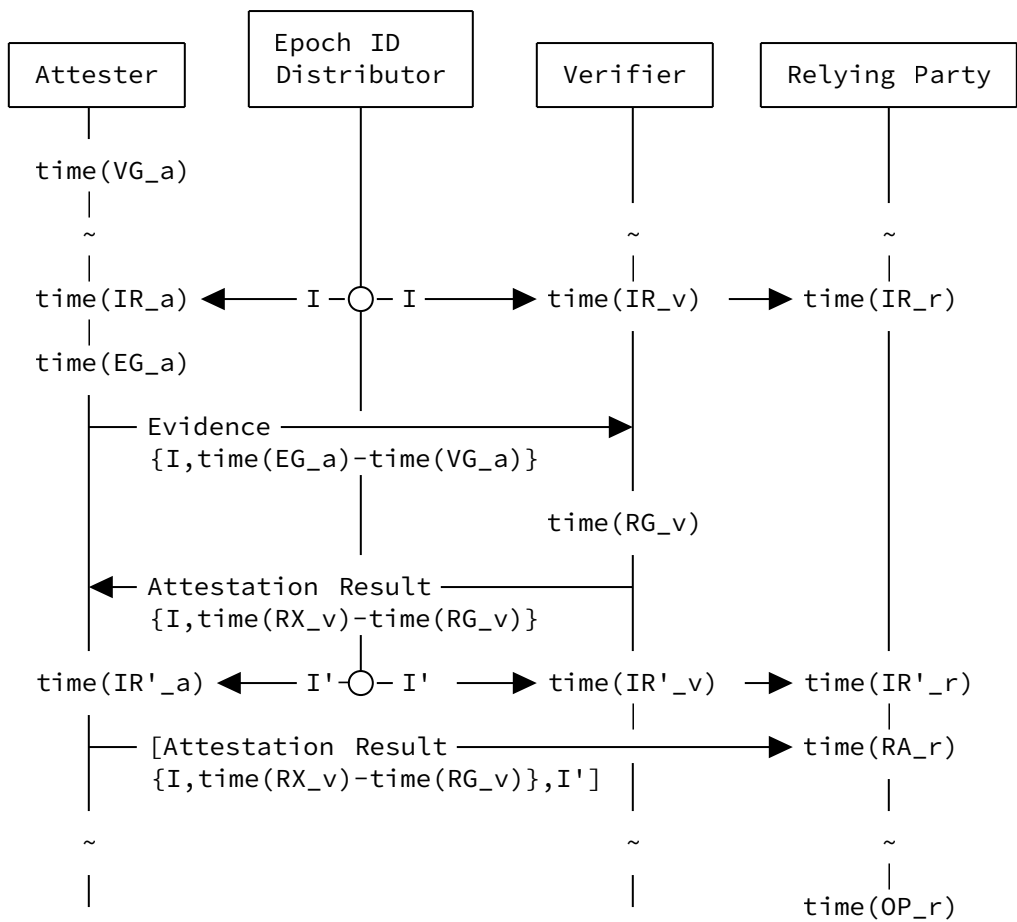 Attester
Epoch ID
Distributor
Verifier
Relying Party
time(VG_a)
~ ~ ~
time(IR_a) I I time(IR_v) time(IR_r)
time(EG_a)
Evidence
{I,time(EG_a)-time(VG_a)}
time(RG_v)
Attestation Result
{I,time(RX_v)-time(RG_v)}
time(IR'_a) I' I' time(IR'_v) time(IR'_r)
[Attestation Result time(RA_r)
{I,time(RX_v)-time(RG_v)},I']
~ ~ ~
time(OP_r)